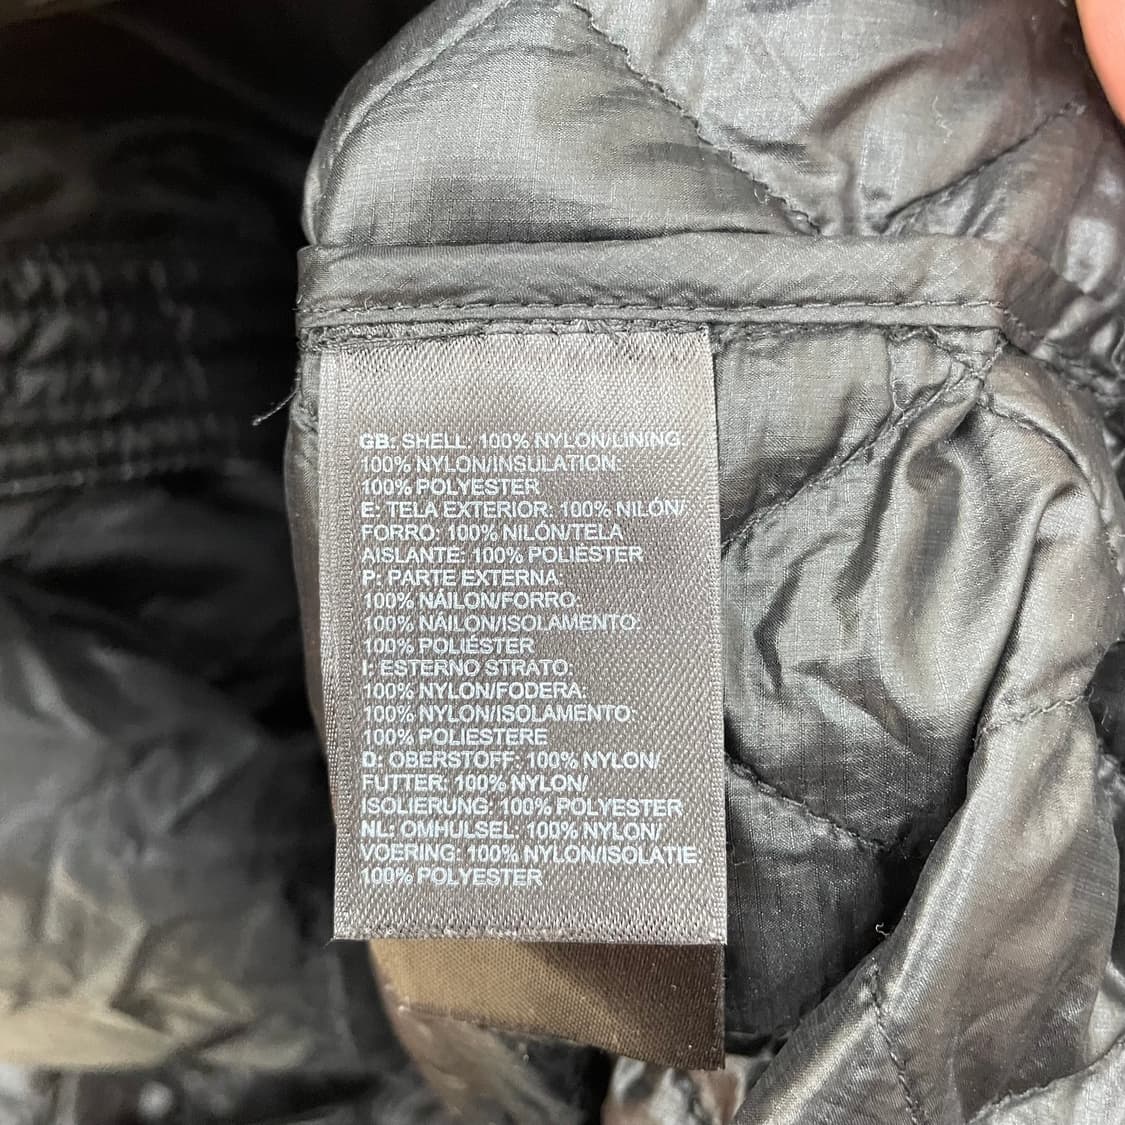 GB: SHELL: 100% NYLON/LINING:
100% NYLON/INSULATION:
100% POLYESTER
E: TELA EXTERIOR: 100% NILÓN/
FORRO: 100% NILÓN/TELA
AISLANTE: 100% POLIÉSTER
P: PARTE EXTERNA:
100% NÁILON/FORRO:
100% NÁILON/ISOLAMENTO:
100% POLIÉSTER
I: ESTERNO STRATO:
100% NYLON/FODERA:
100% NYLON/ISOLAMENTO:
100% POLIESTERE
D: OBERSTOFF: 100% NYLON/
FUTTER: 100% NYLON/
ISOLIERUNG: 100% POLYESTER
NL: OMHULSEL: 100% NYLON/
VOERING: 100% NYLON/ISOLATIE:
100% POLYESTER